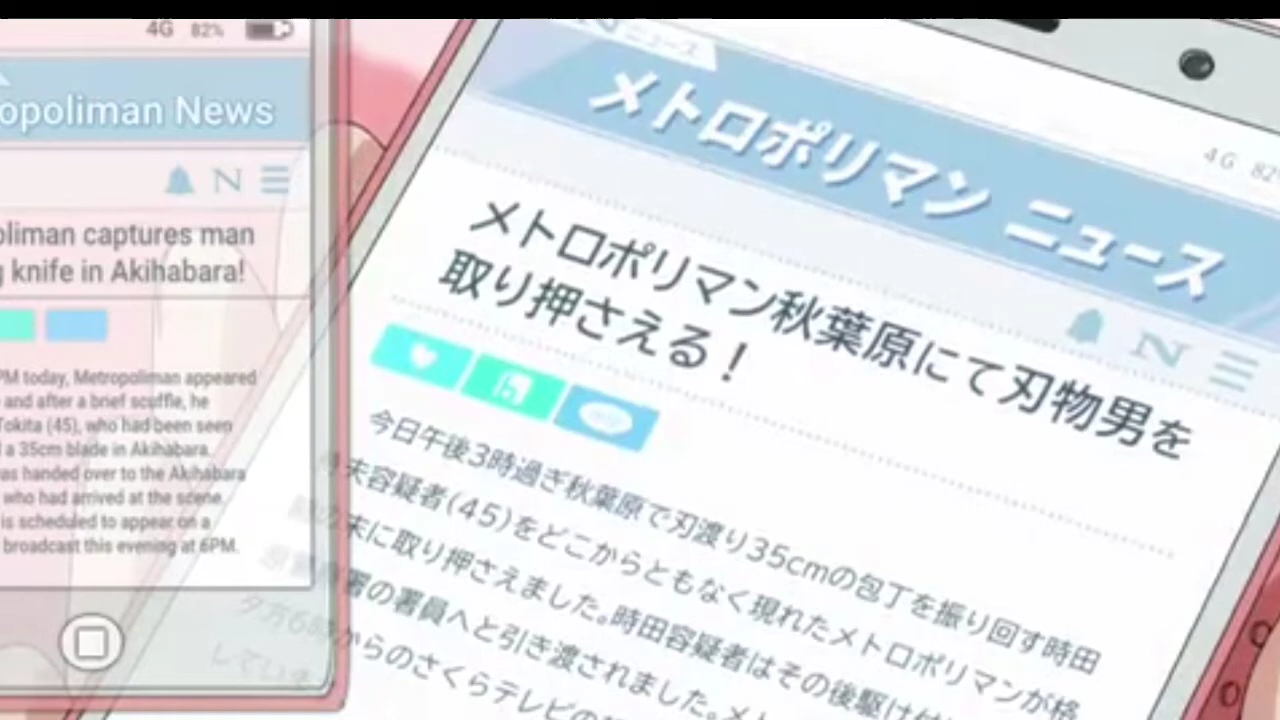 4G 82%
opoliman News
N
oliman captures man
g knife in Akihabara!
PM today, Metropoliman appeared
and after a brief scuffle, he
Tokita (45), who had been seen
a 35cm blade in Akihabara.
was handed over to the Akihabara
who had arrived at the scene.
is scheduled to appear on a
broadcast this evening at 6PM.
N ニュース
4G 82%
メトロポリマン ニュース
N
メトロポリマン秋葉原にて刃物男を
取り押さえる!
今日午後3時過ぎ秋葉原で刃渡り35cmの包丁を振り回す時田
夫容疑者(45)をどこからともなく現れたメトロポリマンが格
末に取り押さえました。時田容疑者はその後駆け付
署の署員へと引き渡されました。メト
夕方6時からのさくらテレビの
していま